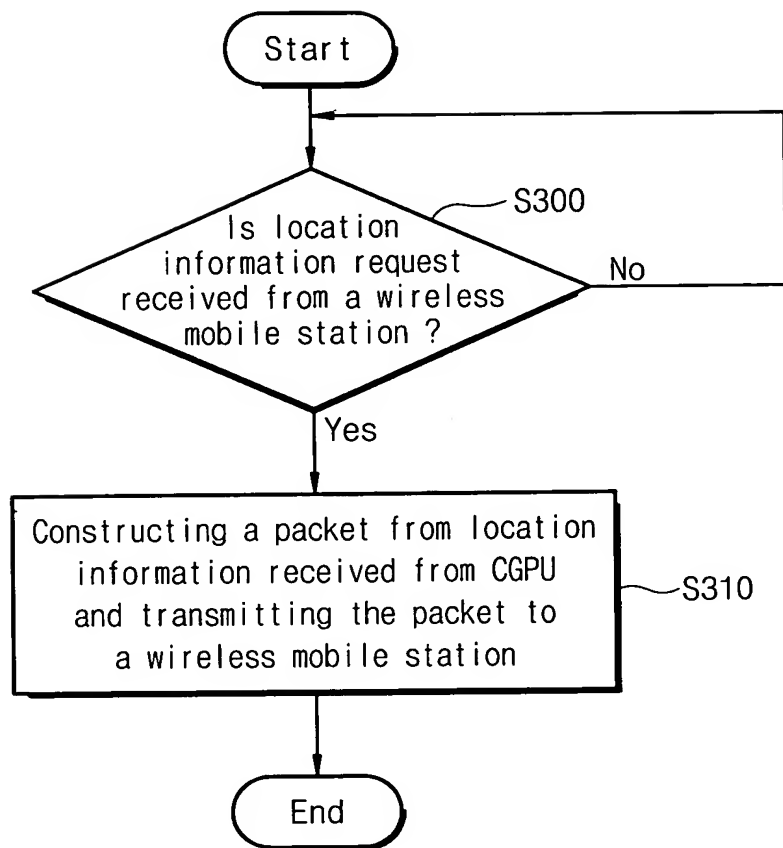 Start
S300
Is location
information request
received from a wireless
mobile station ?
No
Yes
Constructing a packet from location
information received from CGPU
and transmitting the packet to
a wireless mobile station
S310
End